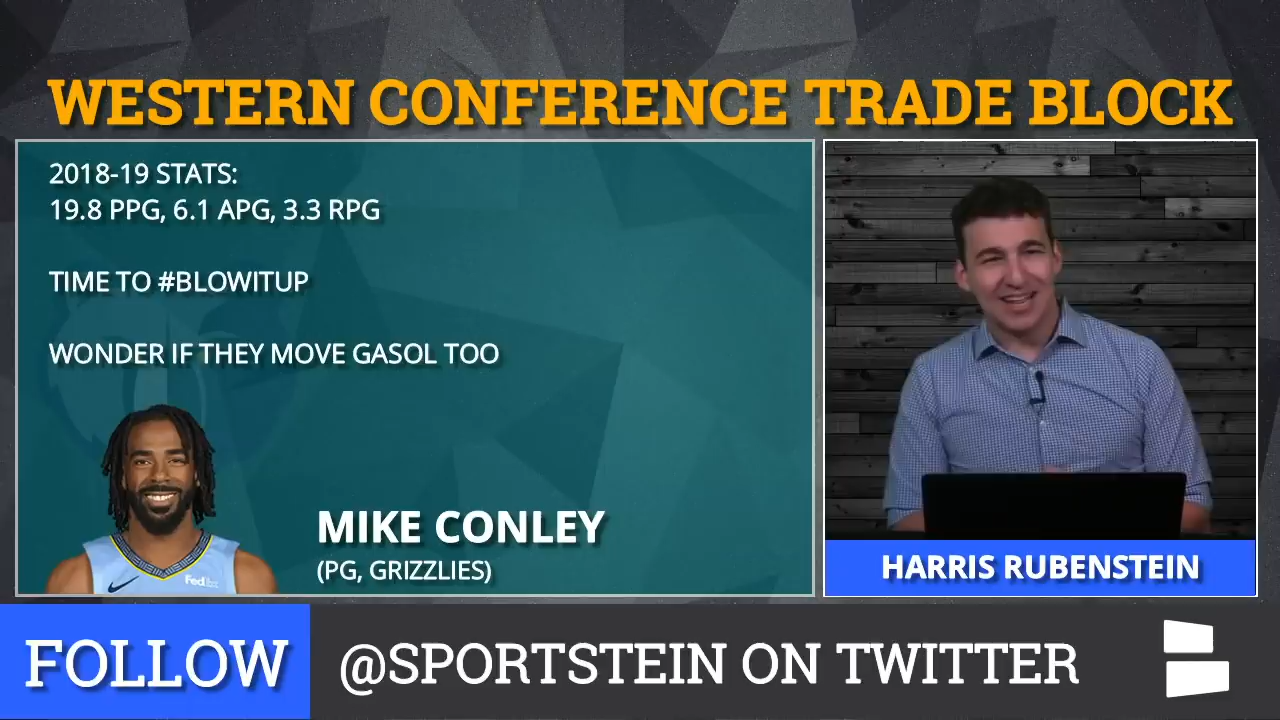 WESTERN CONFERENCE TRADE BLOCK
2018-19 STATS:
19.8 PPG, 6.1 APG, 3.3 RPG
TIME TO #BLOWITUP
WONDER IF THEY MOVE GASOL TOO
FedEx
MIKE CONLEY
(PG, GRIZZLIES)
HARRIS RUBENSTEIN
FOLLOW
@SPORTSTEIN ON TWITTER